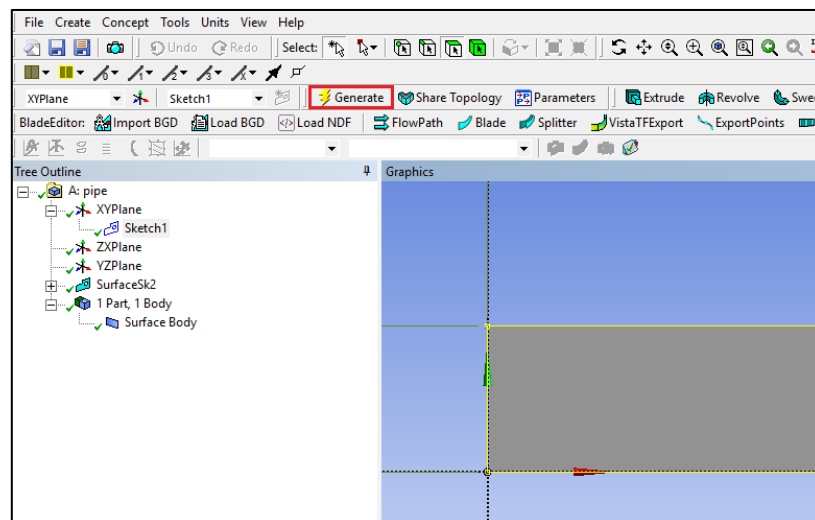 File Create Concept Tools Units View Help
Undo Redo Select:
XYPlane Sketch1 Generate Share Topology Parameters Extrude Revolve Swee
BladeEditor: Import BGD Load BGD Load NDF FlowPath Blade Splitter VistaTFExport ExportPoints
Tree Outline Graphics
A: pipe
XYPlane
Sketch1
ZXPlane
YZPlane
SurfaceSk2
1 Part, 1 Body
Surface Body